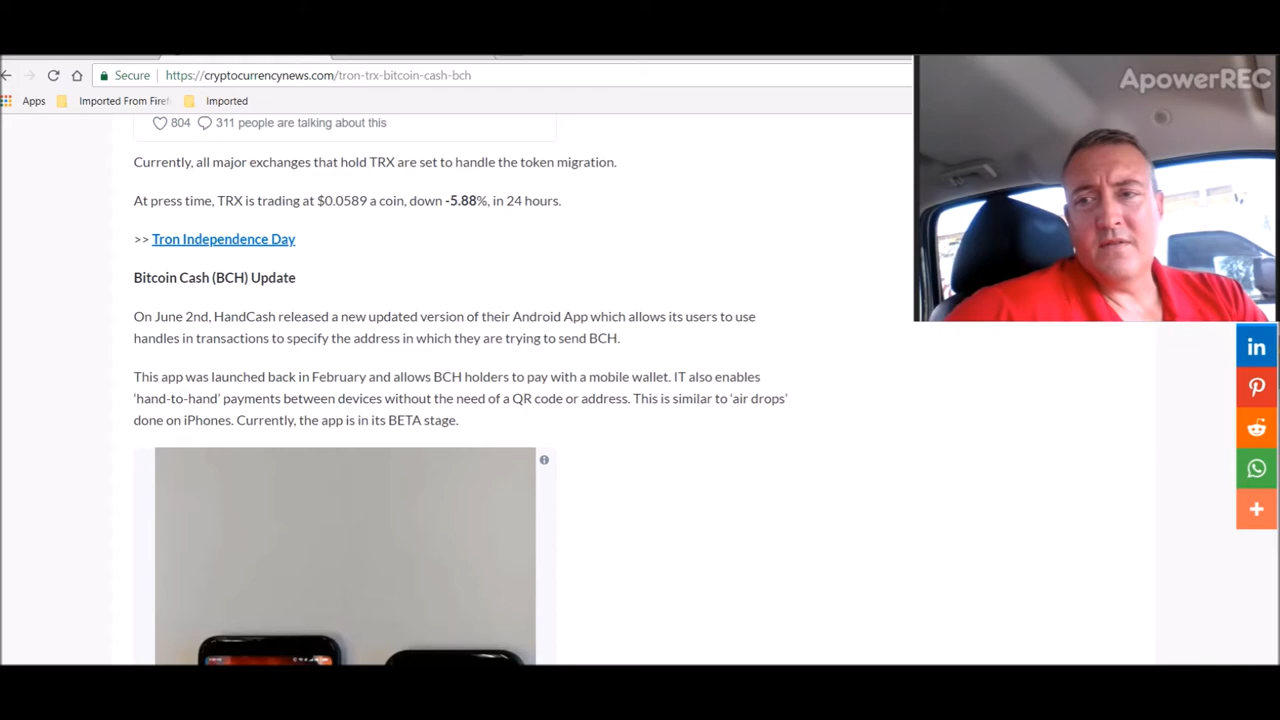 ApowerREC
Secure https://cryptocurrencynews.com/tron-trx-bitcoin-cash-bch
Apps Imported From Firef Imported
804 311 people are talking about this
Currently, all major exchanges that hold TRX are set to handle the token migration.
At press time, TRX is trading at $0.0589 a coin, down -5.88%, in 24 hours.
>> Tron Independence Day
Bitcoin Cash (BCH) Update
On June 2nd, HandCash released a new updated version of their Android App which allows its users to use
handles in transactions to specify the address in which they are trying to send BCH.
This app was launched back in February and allows BCH holders to pay with a mobile wallet. IT also enables
‘hand-to-hand’ payments between devices without the need of a QR code or address. This is similar to ‘air drops’
done on iPhones. Currently, the app is in its BETA stage.
in